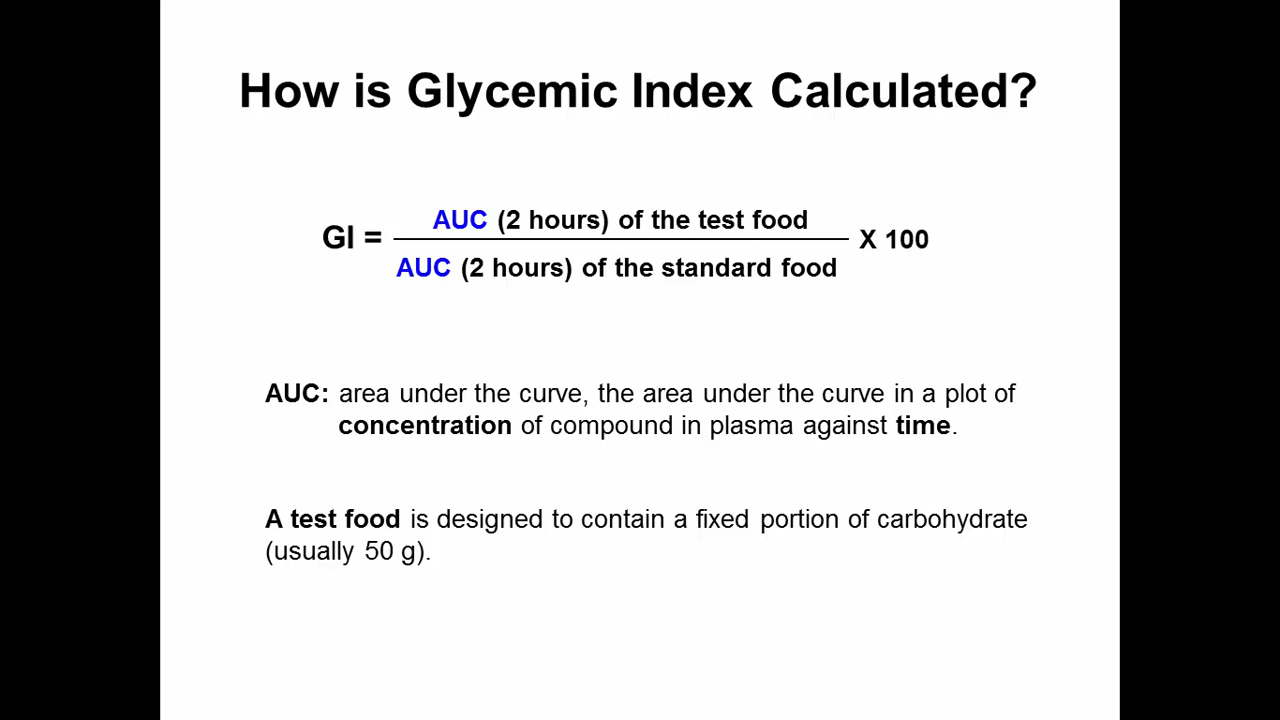 How is Glycemic Index Calculated?
AUC (2 hours) of the test food
GI = X 100
AUC (2 hours) of the standard food
AUC: area under the curve, the area under the curve in a plot of
concentration of compound in plasma against time.
A test food is designed to contain a fixed portion of carbohydrate
(usually 50 g).